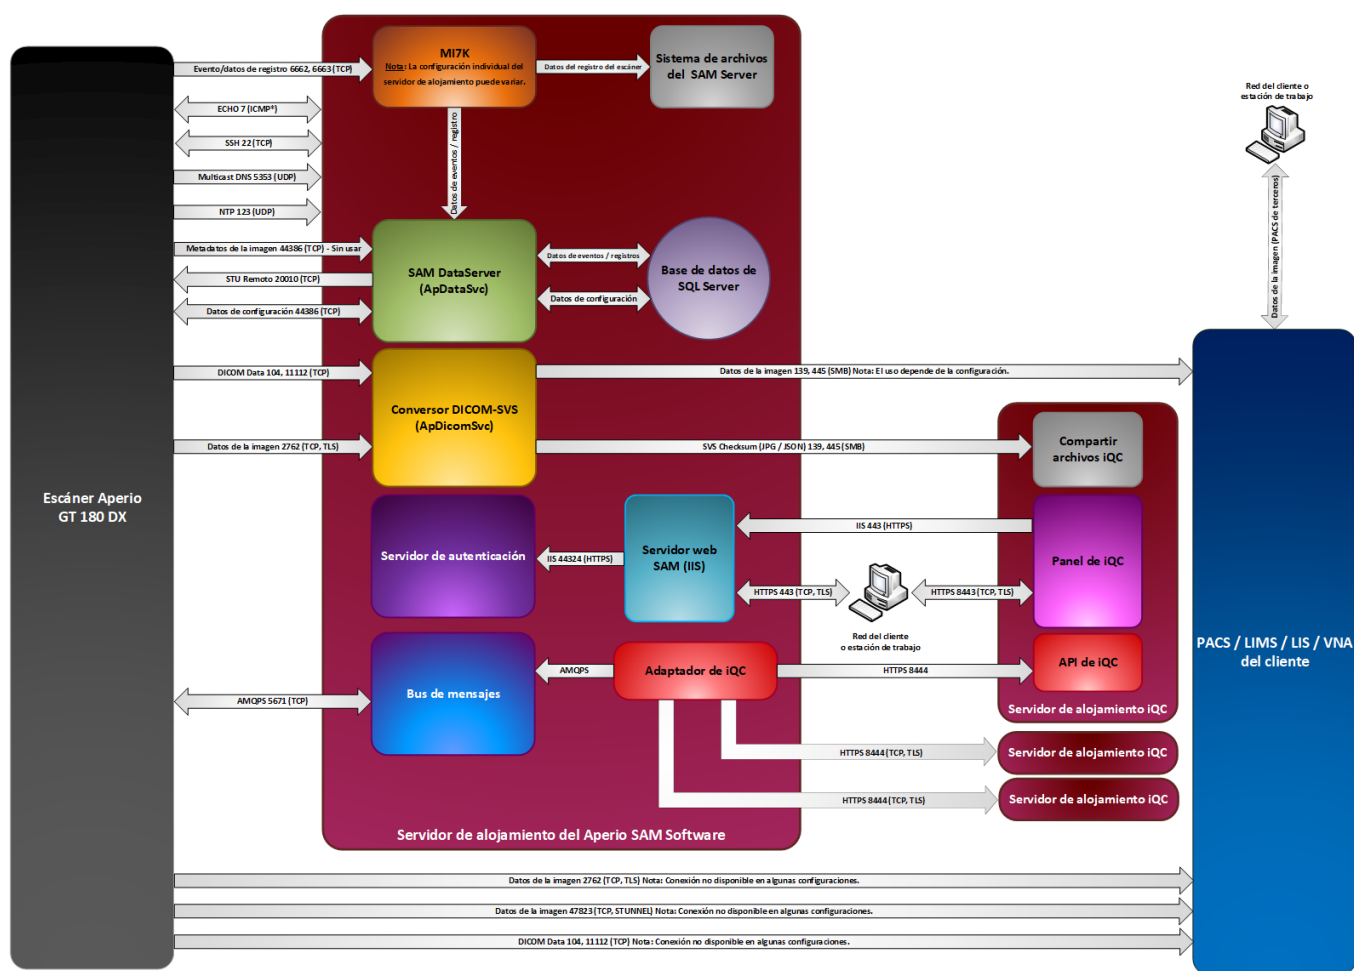 Escáner Aperio
GT 180 DX
Evento/datos de registro 6662, 6663 (TCP)
ECHO 7 (ICMP*)
SSH 22 (TCP)
Multicast DNS 5353 (UDP)
NTP 123 (UDP)
Metadatos de la imagen 44386 (TCP) - Sin usar
STU Remoto 20010 (TCP)
Datos de configuración 44386 (TCP)
DICOM Data 104, 11112 (TCP)
Datos de la imagen 2762 (TCP, TLS)
AMQPS 5671 (TCP)
MI7K
Nota: La configuración individual del
servidor de alojamiento puede variar.
Datos del registro del escáner
Sistema de archivos
del SAM Server
Datos de eventos / registro
SAM DataServer
(ApDataSvc)
Datos de eventos / registros
Datos de configuración
Base de datos de
SQL Server
Conversor DICOM-SVS
(ApDicomSvc)
Datos de la imagen 139, 445 (SMB) Nota: El uso depende de la configuración.
SVS Checksum (JPG / JSON) 139, 445 (SMB)
Servidor de autenticación
IIS 44324 (HTTPS)
Servidor web
SAM (IIS)
IIS 443 (HTTPS)
HTTPS 443 (TCP, TLS)
HTTPS 8443 (TCP, TLS)
Red del cliente
o estación de trabajo
Bus de mensajes
AMQPS
Adaptador de iQC
HTTPS 8444
HTTPS 8444 (TCP, TLS)
HTTPS 8444 (TCP, TLS)
Servidor de alojamiento del Aperio SAM Software
Compartir
archivos iQC
Panel de iQC
API de iQC
Servidor de alojamiento iQC
Servidor de alojamiento iQC
Servidor de alojamiento iQC
Red del cliente o
estación de trabajo
Datos de la imagen (PACS de terceros)
PACS / LIMS / LIS / VNA
del cliente
Datos de la imagen 2762 (TCP, TLS) Nota: Conexión no disponible en algunas configuraciones.
Datos de la imagen 47823 (TCP, STUNNEL) Nota: Conexión no disponible en algunas configuraciones.
DICOM Data 104, 11112 (TCP) Nota: Conexión no disponible en algunas configuraciones.